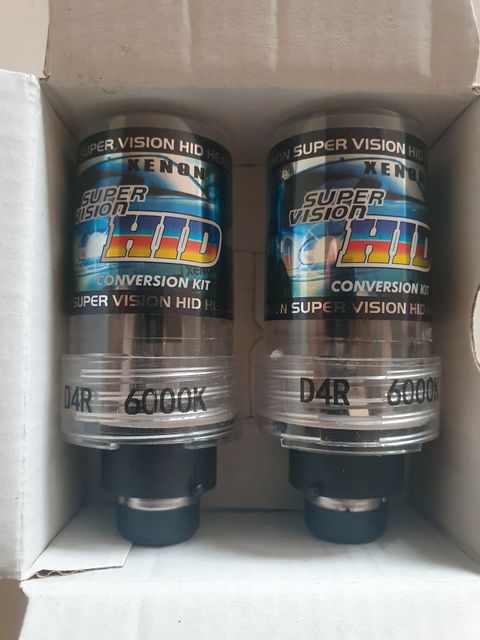 SUPER VISION HID
XENON
SUPER
VISION
HID
CONVERSION KIT
SUPER VISION HID
D4R 6000K
SUPER VISION HID
XENON
SUPER
VISION
HID
CONVERSION KIT
SUPER VISION HID
D4R 6000K